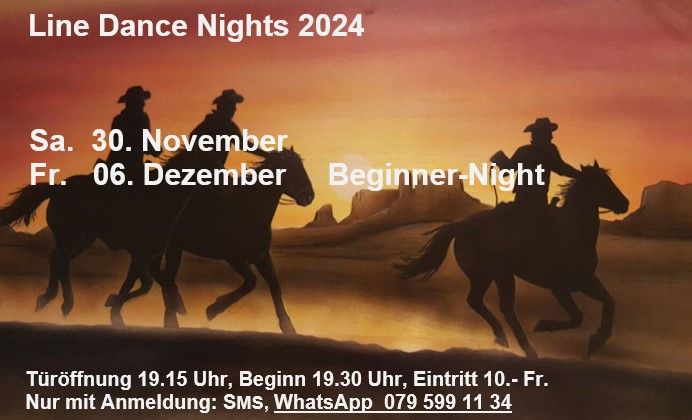 Line Dance Nights 2024
Sa. 30. November
Fr. 06. Dezember Beginner-Night
Türöffnung 19.15 Uhr, Beginn 19.30 Uhr, Eintritt 10.- Fr.
Nur mit Anmeldung: SMS, WhatsApp 079 599 11 34